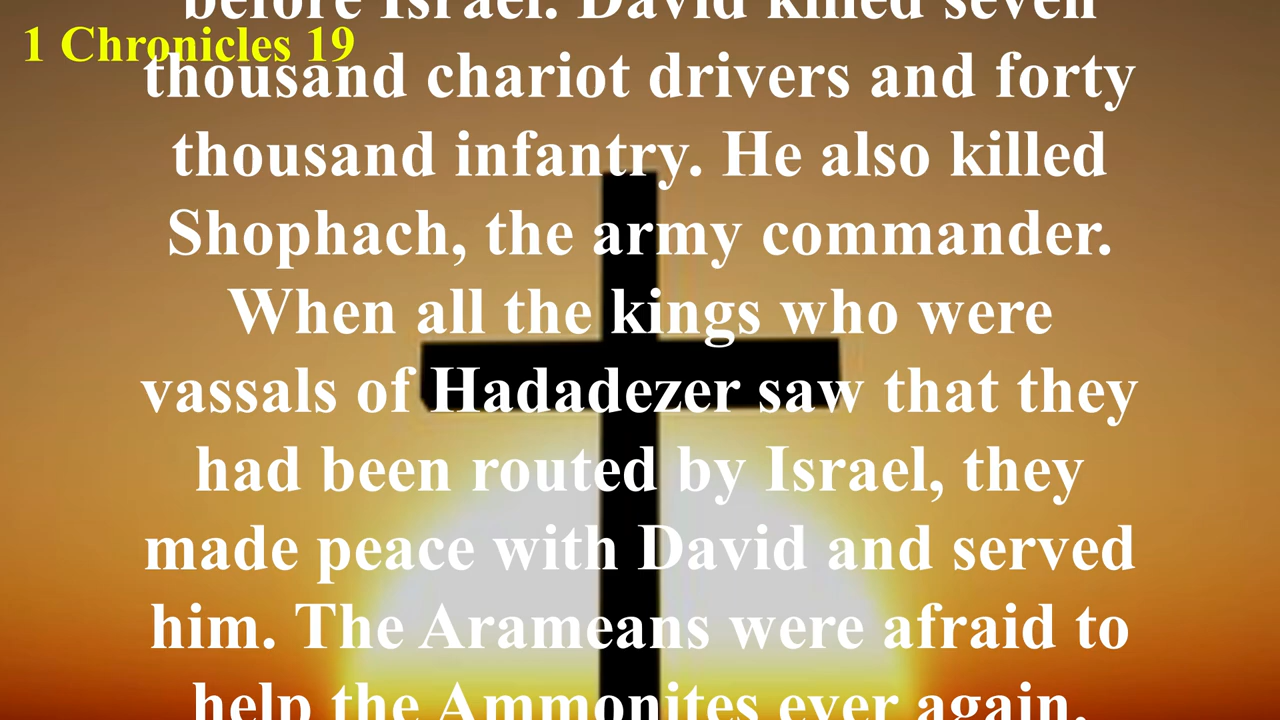 before Israel. David killed seven
1 Chronicles 19
thousand chariot drivers and forty
thousand infantry. He also killed
Shophach, the army commander.
When all the kings who were
vassals of Hadadezer saw that they
had been routed by Israel, they
made peace with David and served
him. The Arameans were afraid to
help the Ammonites ever again.